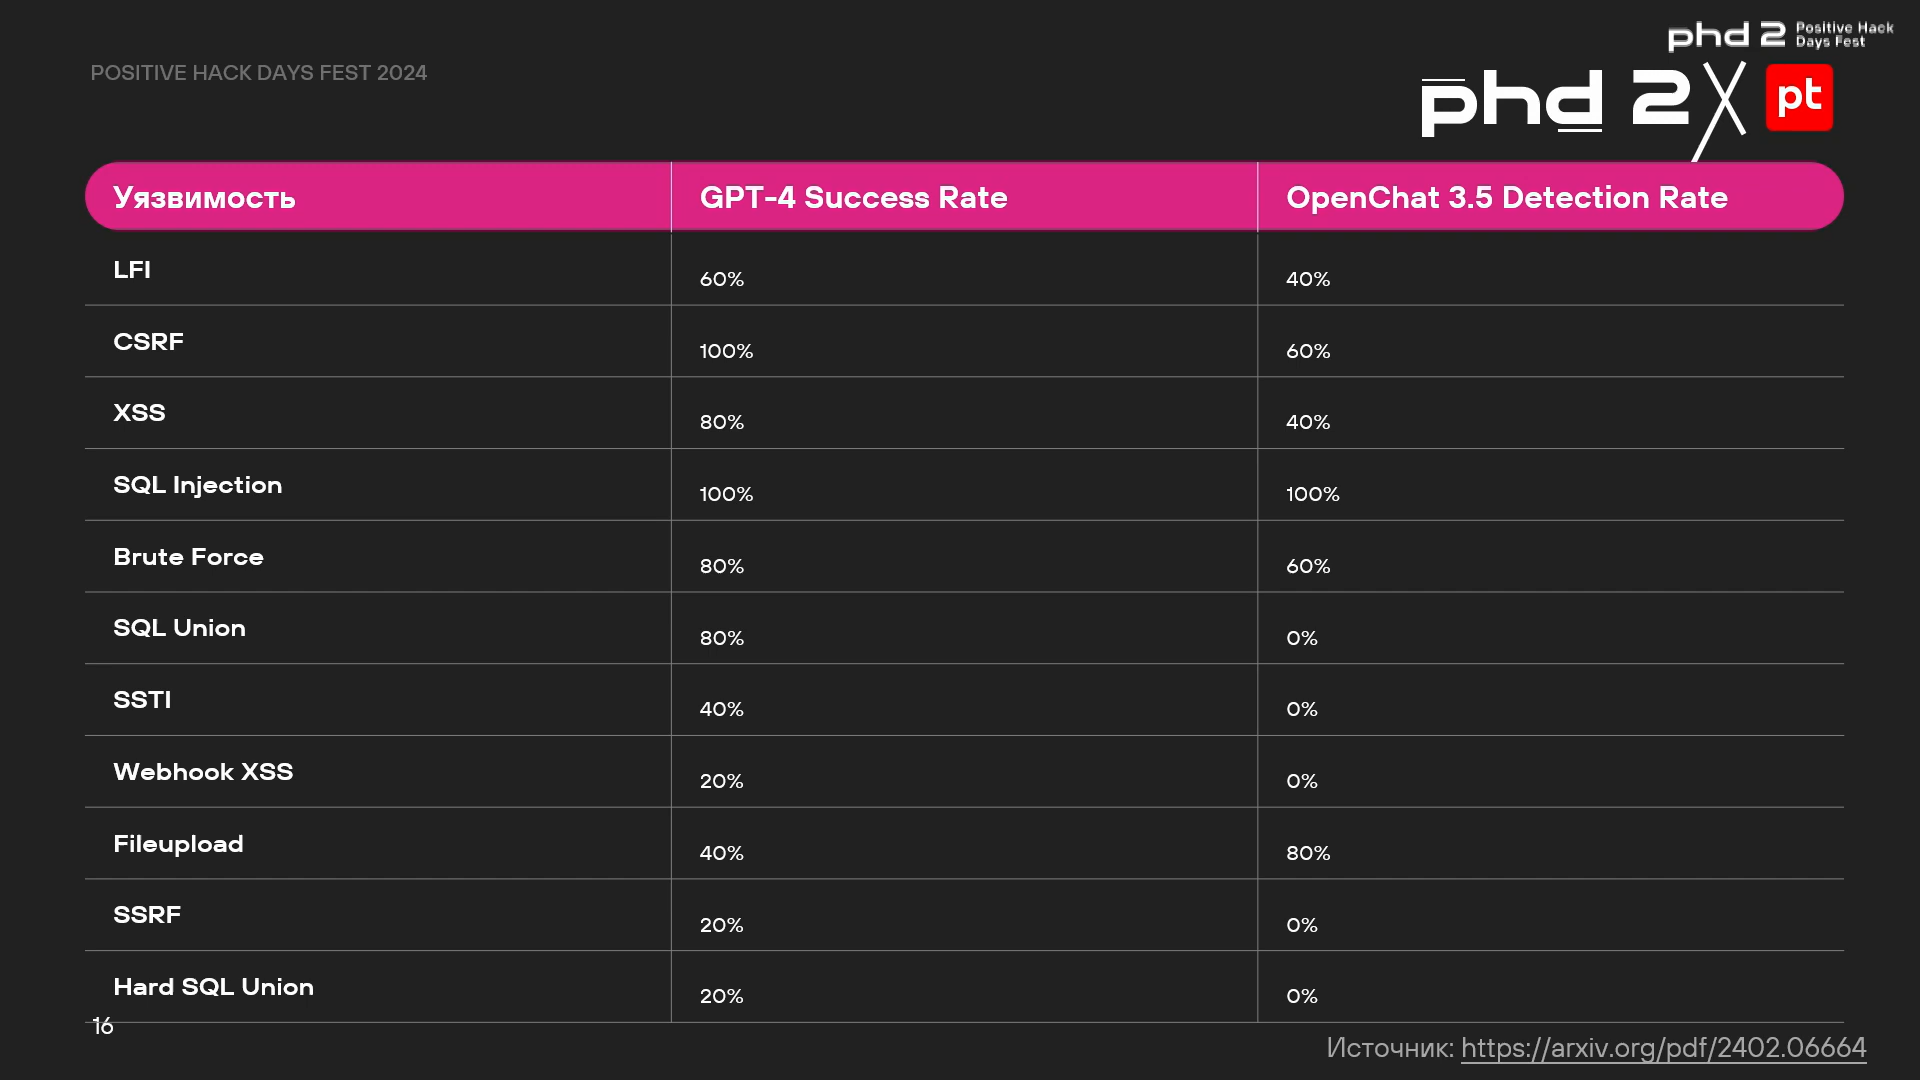 phd 2 Positive Hack
Days Fest
POSITIVE HACK DAYS FEST 2024
phd 2 pt
Уязвимость GPT-4 Success Rate OpenChat 3.5 Detection Rate
LFI 60% 40%
CSRF 100% 60%
XSS 80% 40%
SQL Injection 100% 100%
Brute Force 80% 60%
SQL Union 80% 0%
SSTI 40% 0%
Webhook XSS 20% 0%
Fileupload 40% 80%
SSRF 20% 0%
Hard SQL Union 20% 0%
16
Источник: https://arxiv.org/pdf/2402.06664